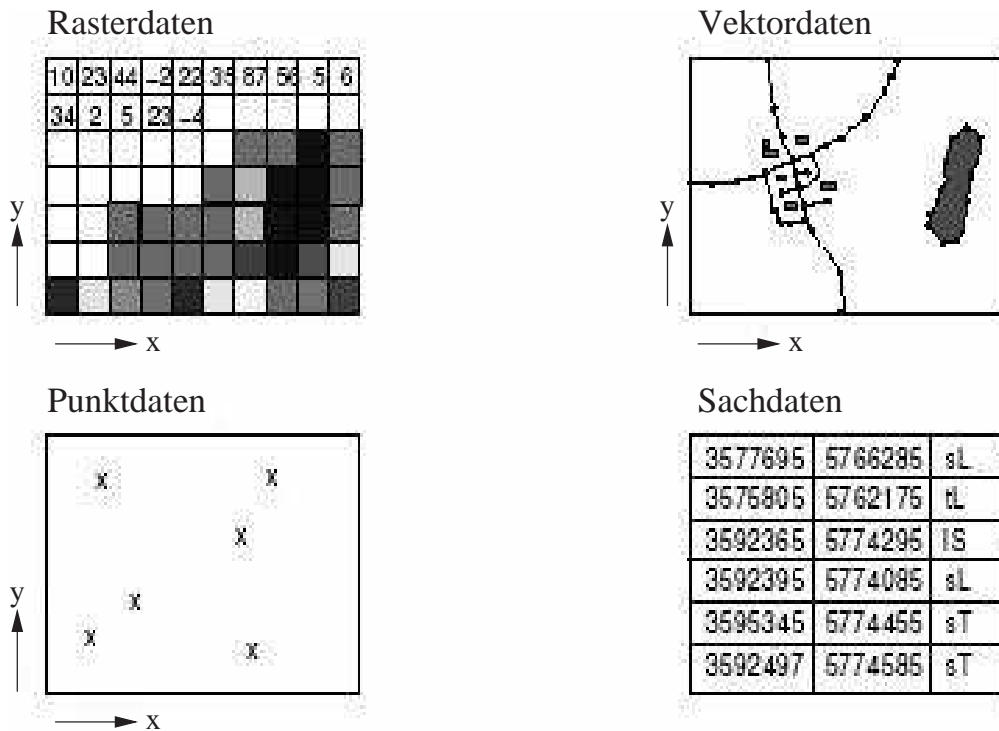 Rasterdaten
10 23 44 -2 22 35 87 56 5 6
34 2 5 23 -4
y
x
Vektordaten
y
x
Punktdaten
x x
x
x
x x
y
x
Sachdaten
3577695 5766285 sL
3575805 5762175 tL
3592365 5774295 lS
3592395 5774085 sL
3595345 5774455 sT
3592497 5774585 sT